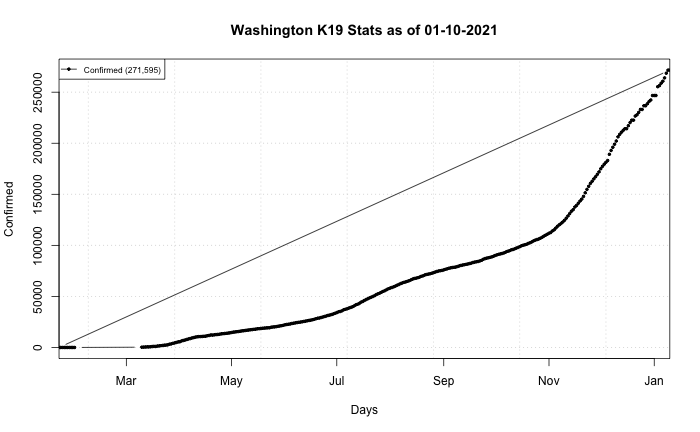 Washington K19 Stats as of 01-10-2021
Confirmed (271,595)
Confirmed
250000
200000
150000
100000
50000
0
Mar May Jul Sep Nov Jan
Days